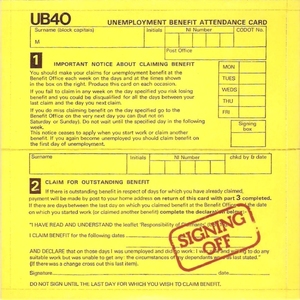 UB40 UNEMPLOYMENT BENEFIT ATTENDANCE CARD
Surname (block capitals) Initials NI Number CODOT No.
M
Post Office
1 IMPORTANT NOTICE ABOUT CLAIMING BENEFIT
You should make your claims for unemployment benefit at the
Benefit Office each week on the days and at the times shown
in the box on the right. Produce this card on each occasion.
If you fail to claim in any week on the day specified you risk losing
benefit and you could be disqualified for all the days between your
last claim and the day you next claim.
If you do miss claiming benefit on the day specified go to the
Benefit Office on the very next day you can (but not on
Saturday or Sunday). Do not wait until the specified day in the following
week.
This notice ceases to apply when you start work or claim another
benefit. If you again become unemployed you should claim benefit
on the first day of unemployment.
MON
TUES
WEDS
THU
FRI
Signing
box
Surname Initials NI Number chkd by & date
2 CLAIM FOR OUTSTANDING BENEFIT
If there is outstanding benefit in respect of days for which you have already claimed,
payment will be made by post to your home address on return of this card with part 3 completed.
If there are days between the last day on which you claimed benefit at the Benefit Office and the date
on which you started work (or claimed another benefit) complete the declaration below
"I HAVE READ AND UNDERSTAND the leaflet 'Responsibilities of
I CLAIM BENEFIT for the following dates
AND DECLARE that on those days I was unemployed and did no work: I was and willing to do any
suitable work but was unable to get any: the circumstances of my dependants were as last stated."
(If there was a change cross out this item).
Signature date
DO NOT SIGN UNTIL THE LAST DAY FOR WHICH YOU WISH TO CLAIM BENEFIT.
SIGNING
OFF